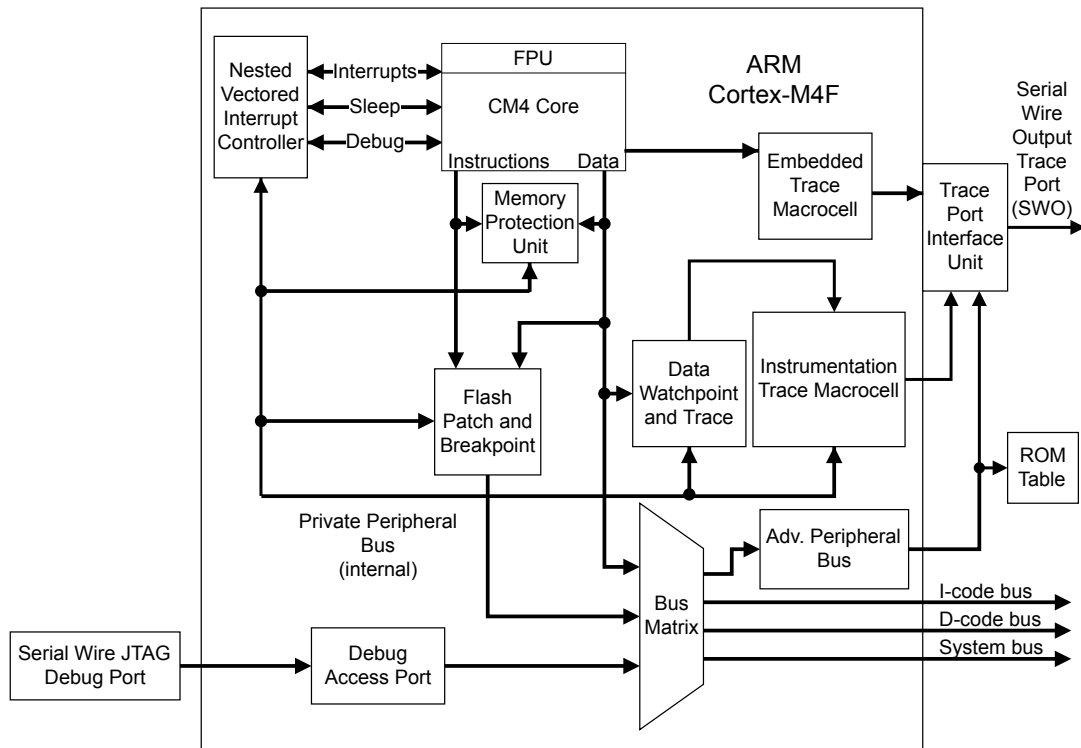 Nested
Vectored
Interrupt
Controller
Interrupts
Sleep
Debug
FPU
CM4 Core
Instructions Data
ARM
Cortex-M4F
Serial
Wire
Output
Trace
Port
(SWO)
Embedded
Trace
Macrocell
Trace
Port
Interface
Unit
Memory
Protection
Unit
Flash
Patch and
Breakpoint
Data
Watchpoint
and Trace
Instrumentation
Trace Macrocell
ROM
Table
Private Peripheral
Bus
(internal)
Adv. Peripheral
Bus
Bus
Matrix
I-code bus
D-code bus
System bus
Serial Wire JTAG
Debug Port
Debug
Access Port